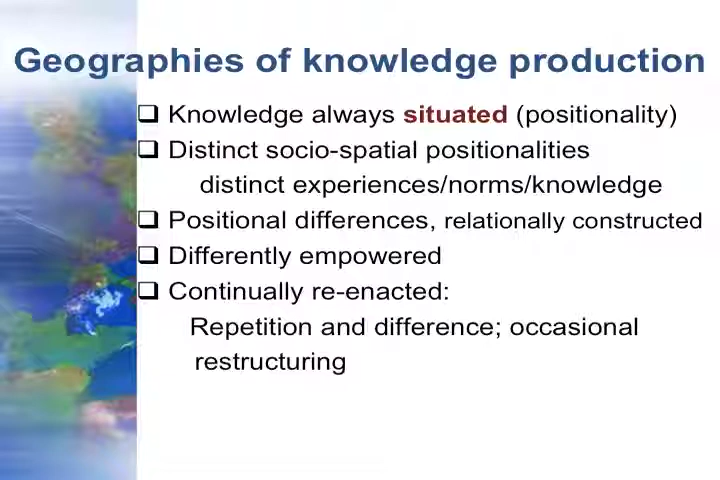 Geographies of knowledge production
❑ Knowledge always situated (positionality)
❑ Distinct socio-spatial positionalities
distinct experiences/norms/knowledge
❑ Positional differences, relationally constructed
❑ Differently empowered
❑ Continually re-enacted:
Repetition and difference; occasional
restructuring